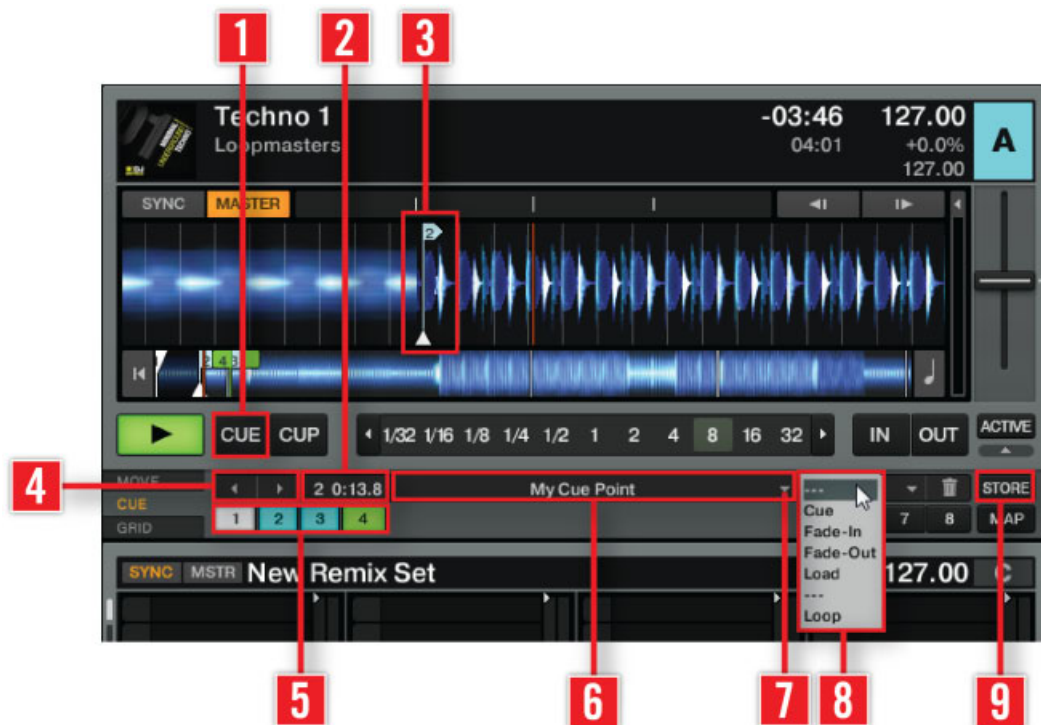 1 2 3
Techno 1 -03:46 127.00 A
Loopmasters 04:01 +0.0%
127.00
SYNC MASTER
2
2 4 3
CUE CUP 1/32 1/16 1/8 1/4 1/2 1 2 4 8 16 32 IN OUT ACTIVE
4
MOVE 2 0:13.8 My Cue Point --- STORE
CUE Cue
GRID 1 2 3 4 Fade-In 7 8 MAP
Fade-Out
SYNC MSTR New Remix Set Load 127.00 C
---
Loop
5 6 7 8 9